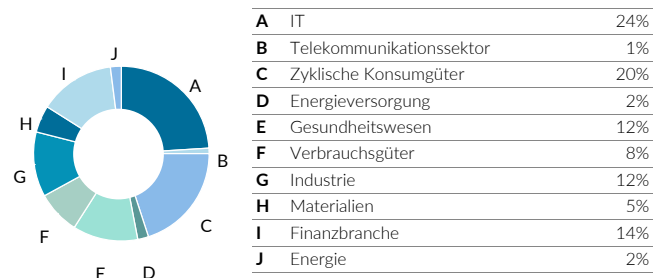 A IT 24%
B Telekommunikationssektor 1%
C Zyklische Konsumgüter 20%
D Energieversorgung 2%
E Gesundheitswesen 12%
F Verbrauchsgüter 8%
G Industrie 12%
H Materialien 5%
I Finanzbranche 14%
J Energie 2%
J
I
A
H
B
G
C
F
E
D